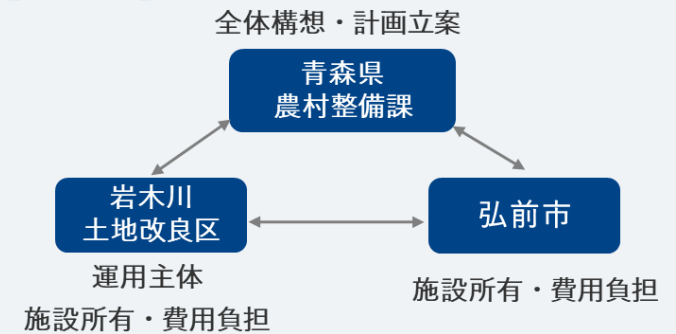 全体構想・計画立案
青森県
農村整備課
岩木川
土地改良区
弘前市
運用主体
施設所有・費用負担
施設所有・費用負担